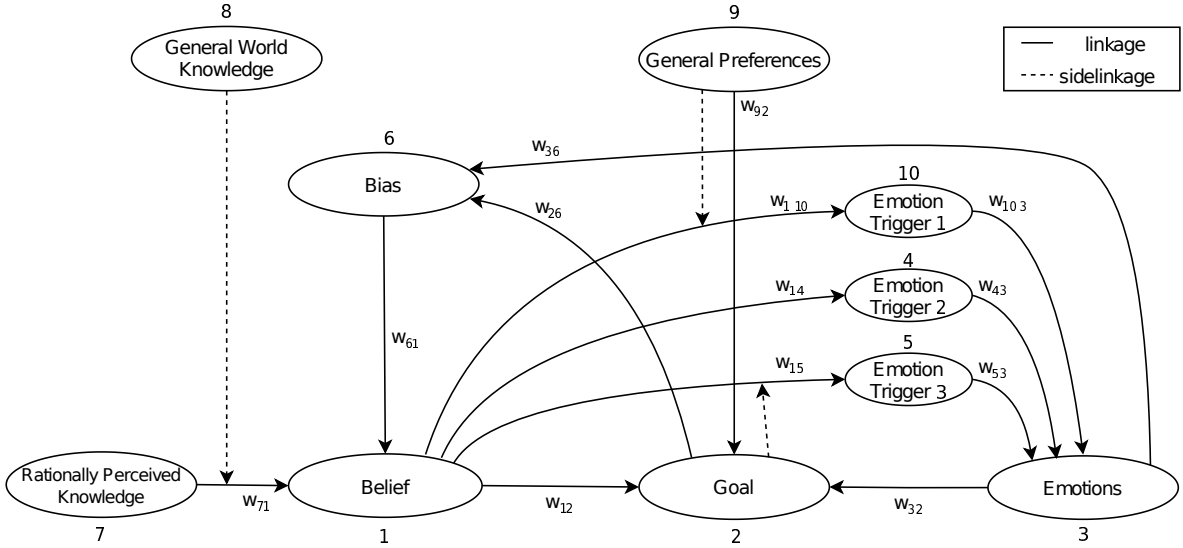 8
9
General World
Knowledge
General Preferences
linkage
sidelinkage
w92
6
w36
Bias
10
w26
w1 10
Emotion
Trigger 1
w10 3
4
w14
Emotion
Trigger 2
w43
w61
5
w15
Emotion
Trigger 3
w53
Rationally Perceived
Knowledge
Belief
Goal
Emotions
w71
w12
w32
7
1
2
3